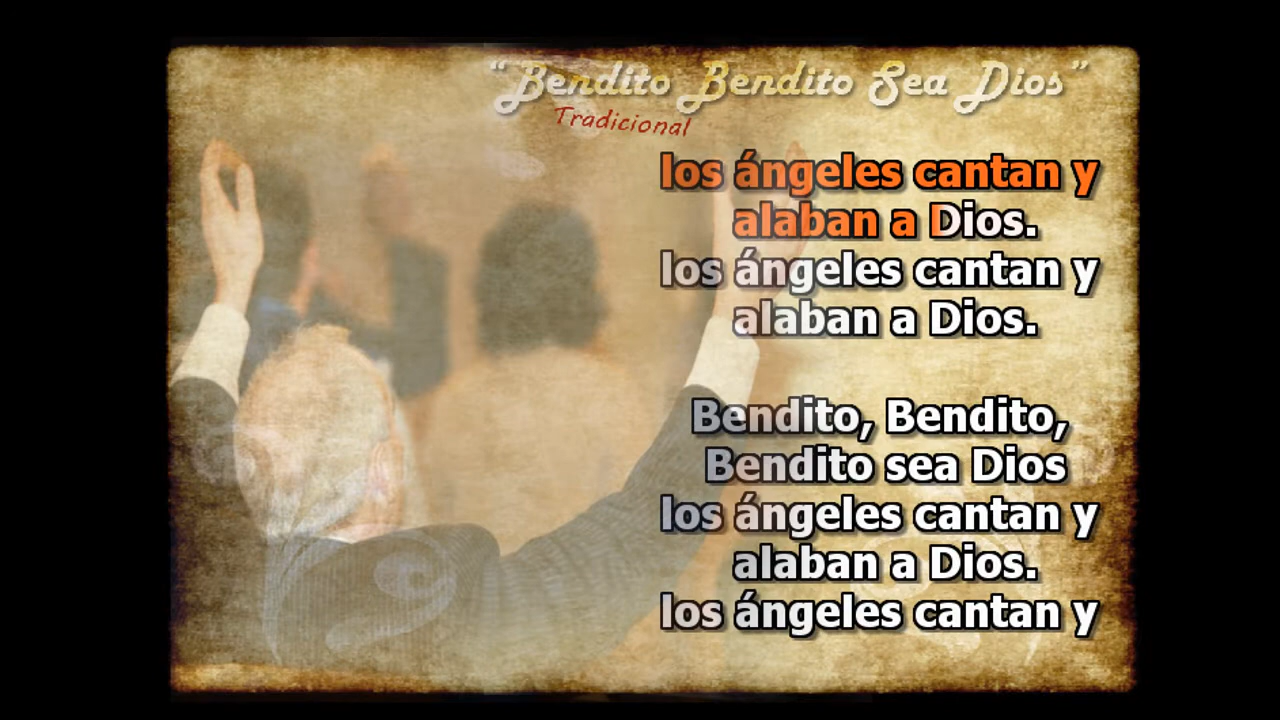 “Bendito Bendito Sea Dios”
Tradicional
los ángeles cantan y
alaban a Dios.
los ángeles cantan y
alaban a Dios.
Bendito, Bendito,
Bendito sea Dios
los ángeles cantan y
alaban a Dios.
los ángeles cantan y